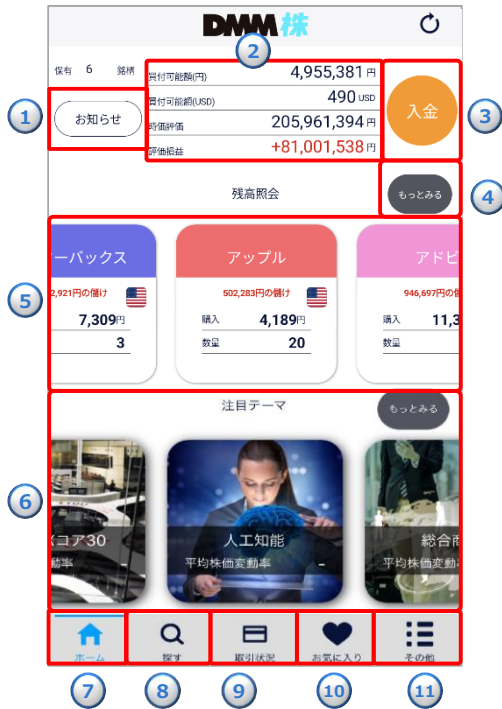 DMM株
2
保有 6 銘柄
買付可能額(円) 4,955,381 円
買付可能額(USD) 490 USD
1
お知らせ
入金
3
時価評価 205,961,394 円
評価損益 +81,001,538 円
残高照会
もっとみる
4
ーバックス アップル アドビ
5
2,921円の儲け 502,283円の儲け 946,697円の儲
7,309円 購入 4,189円 購入 11,3
3 数量 20 数量
注目テーマ
もっとみる
6
コア30 人工知能 総合商
動率 平均株価変動率 - 平均株価変動
ホーム 探す 取引状況 お気に入り その他
7 8 9 10 11